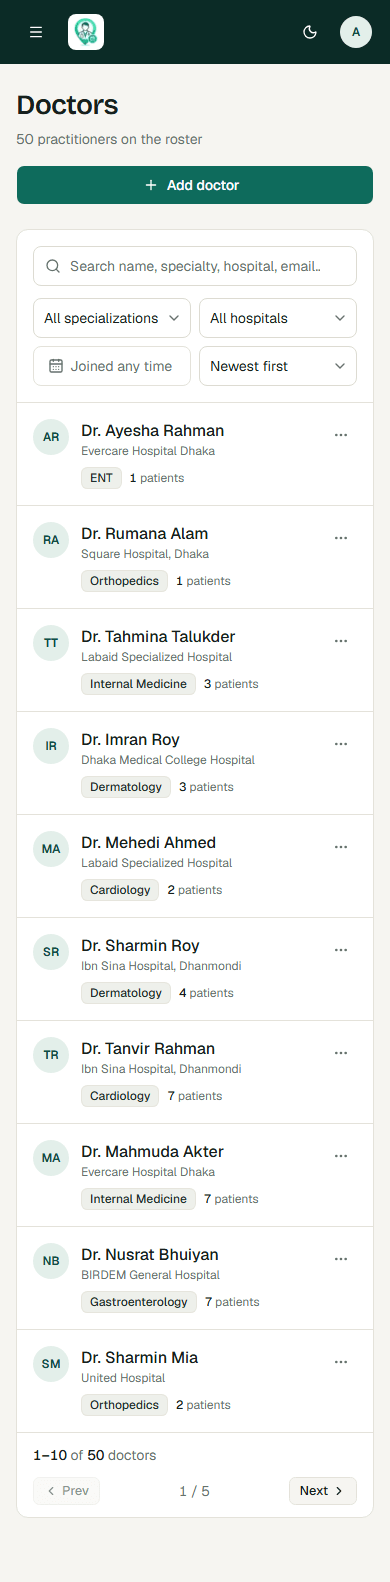 A
Doctors
50 practitioners on the roster
Add doctor
Search name, specialty, hospital, email..
All specializations
All hospitals
Joined any time
Newest first
AR
Dr. Ayesha Rahman
Evercare Hospital Dhaka
ENT 1 patients
RA
Dr. Rumana Alam
Square Hospital, Dhaka
Orthopedics 1 patients
TT
Dr. Tahmina Talukder
Labaid Specialized Hospital
Internal Medicine 3 patients
IR
Dr. Imran Roy
Dhaka Medical College Hospital
Dermatology 3 patients
MA
Dr. Mehedi Ahmed
Labaid Specialized Hospital
Cardiology 2 patients
SR
Dr. Sharmin Roy
Ibn Sina Hospital, Dhanmondi
Dermatology 4 patients
TR
Dr. Tanvir Rahman
Ibn Sina Hospital, Dhanmondi
Cardiology 7 patients
MA
Dr. Mahmuda Akter
Evercare Hospital Dhaka
Internal Medicine 7 patients
NB
Dr. Nusrat Bhuiyan
BIRDEM General Hospital
Gastroenterology 7 patients
SM
Dr. Sharmin Mia
United Hospital
Orthopedics 2 patients
1–10 of 50 doctors
Prev
1 / 5
Next